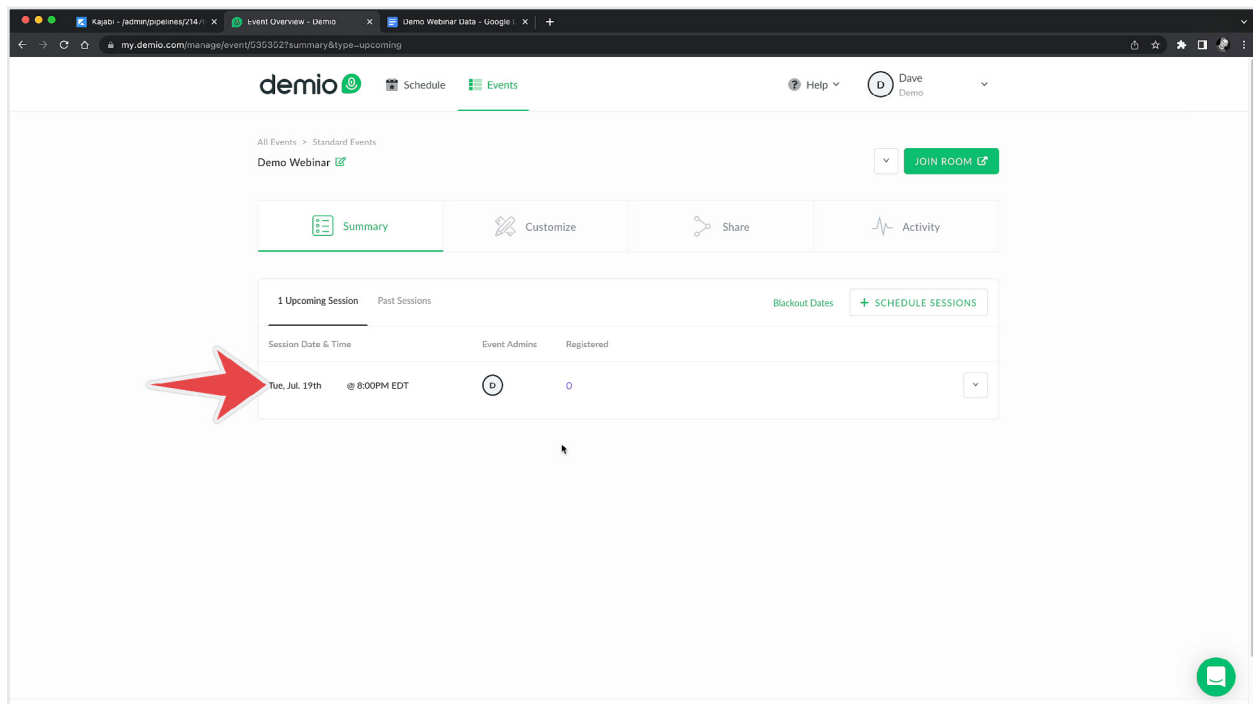 Kajabi - /admin/pipelines/214/
Event Overview - Demio
Demo Webinar Data - Google
my.demio.com/manage/event/535352?summary&type=upcoming
demio
Schedule
Events
Help
D
Dave
Demo
All Events > Standard Events
Demo Webinar
JOIN ROOM
Summary
Customize
Share
Activity
1 Upcoming Session
Past Sessions
Blackout Dates
+ SCHEDULE SESSIONS
Session Date & Time
Event Admins
Registered
Tue, Jul. 19th @ 8:00PM EDT
D
0